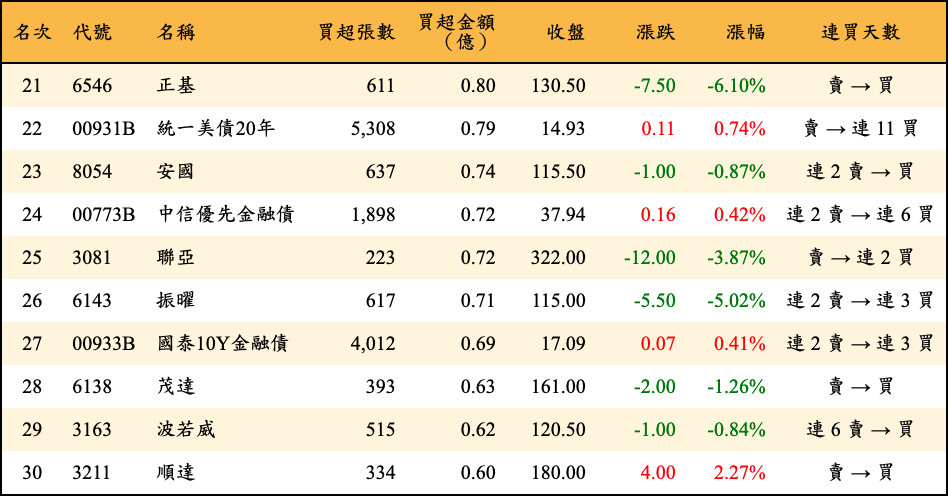 名次 代號 名稱 買超張數 買超金額（億） 收盤 漲跌 漲幅 連買天數
21 6546 正基 611 0.80 130.50 -7.50 -6.10% 賣 → 買
22 00931B 統一美債20年 5,308 0.79 14.93 0.11 0.74% 賣 → 連 11 買
23 8054 安國 637 0.74 115.50 -1.00 -0.87% 連 2 賣 → 買
24 00773B 中信優先金融債 1,898 0.72 37.94 0.16 0.42% 連 2 賣 → 連 6 買
25 3081 聯亞 223 0.72 322.00 -12.00 -3.87% 賣 → 連 2 買
26 6143 振曜 617 0.71 115.00 -5.50 -5.02% 連 2 賣 → 連 3 買
27 00933B 國泰10Y金融債 4,012 0.69 17.09 0.07 0.41% 連 2 賣 → 連 3 買
28 6138 茂達 393 0.63 161.00 -2.00 -1.26% 賣 → 買
29 3163 波若威 515 0.62 120.50 -1.00 -0.84% 連 6 賣 → 買
30 3211 順達 334 0.60 180.00 4.00 2.27% 賣 → 買